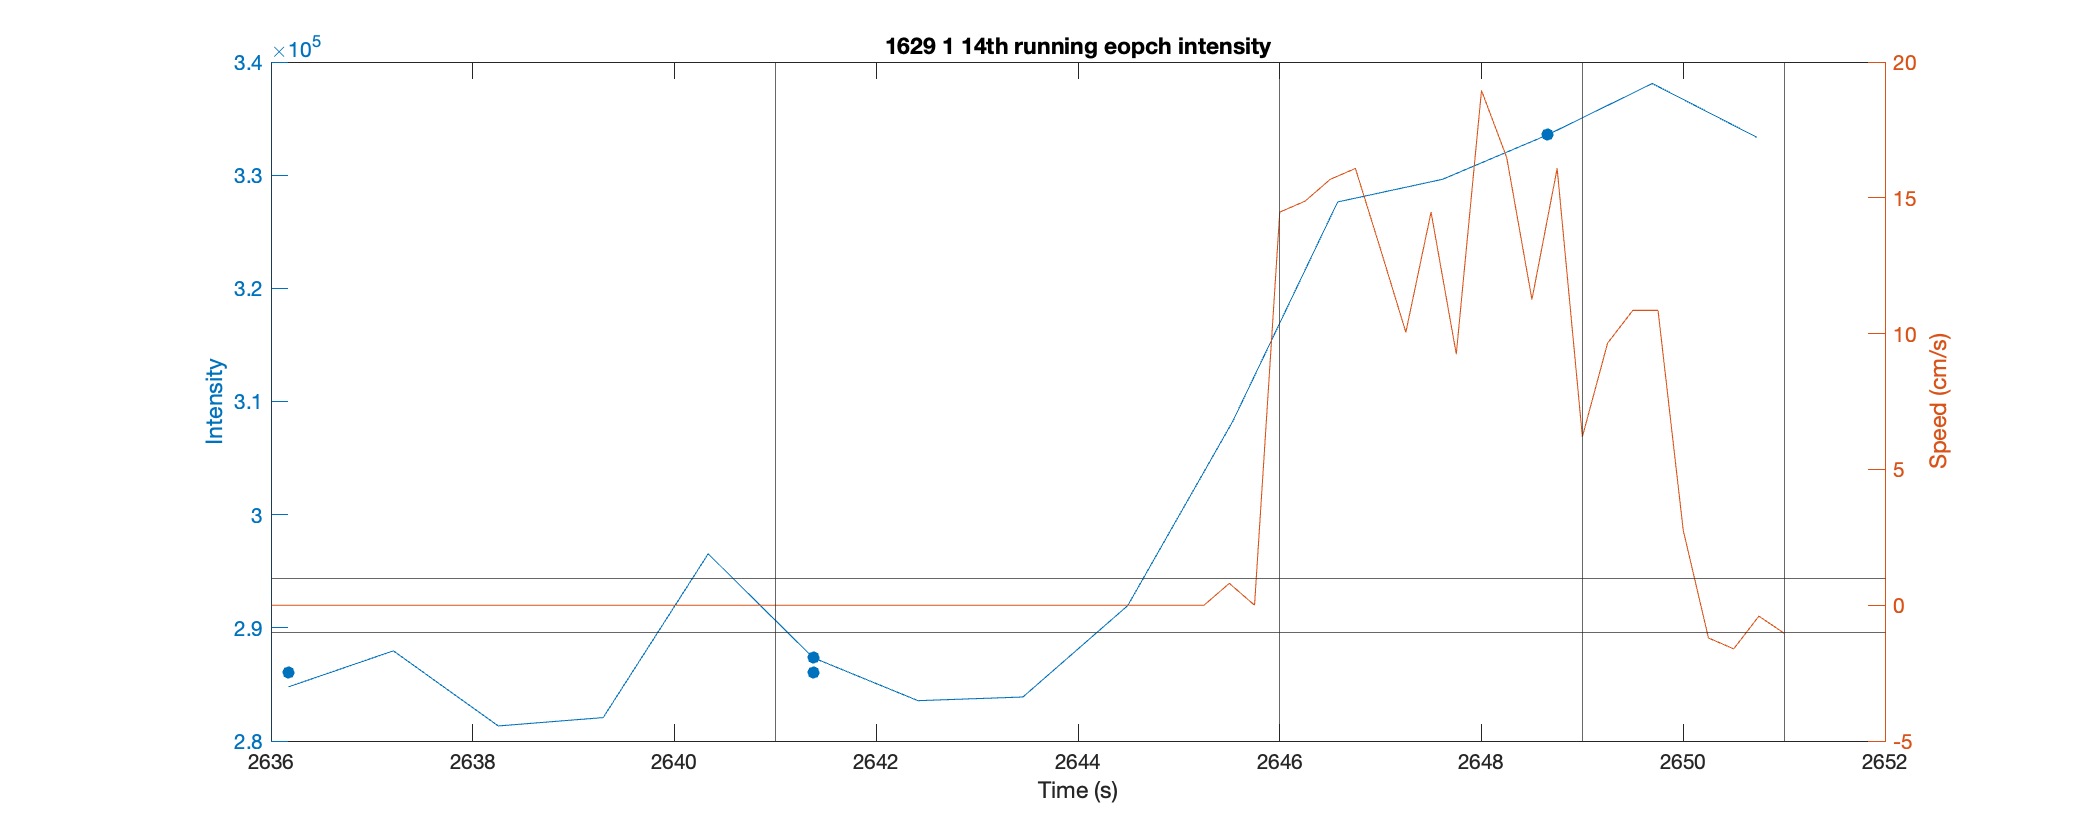 1629 1 14th running eopch intensity
×10^5
3.4
3.3
3.2
3.1
3
2.9
2.8
Intensity
20
15
10
5
0
-5
Speed (cm/s)
2636 2638 2640 2642 2644 2646 2648 2650 2652
Time (s)